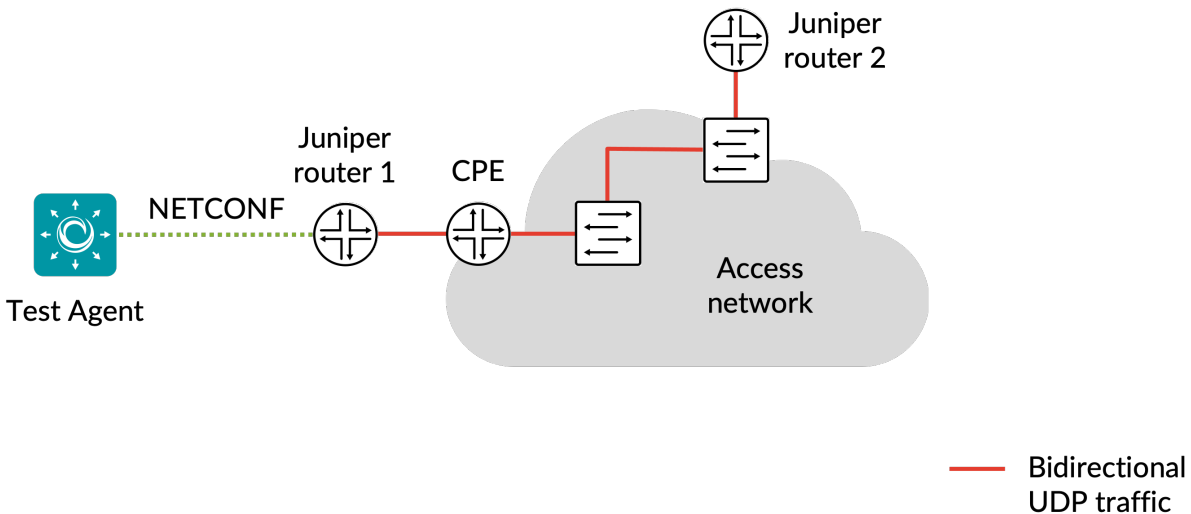 Juniper
router 2
Juniper
router 1
CPE
NETCONF
Test Agent
Access
network
Bidirectional
UDP traffic